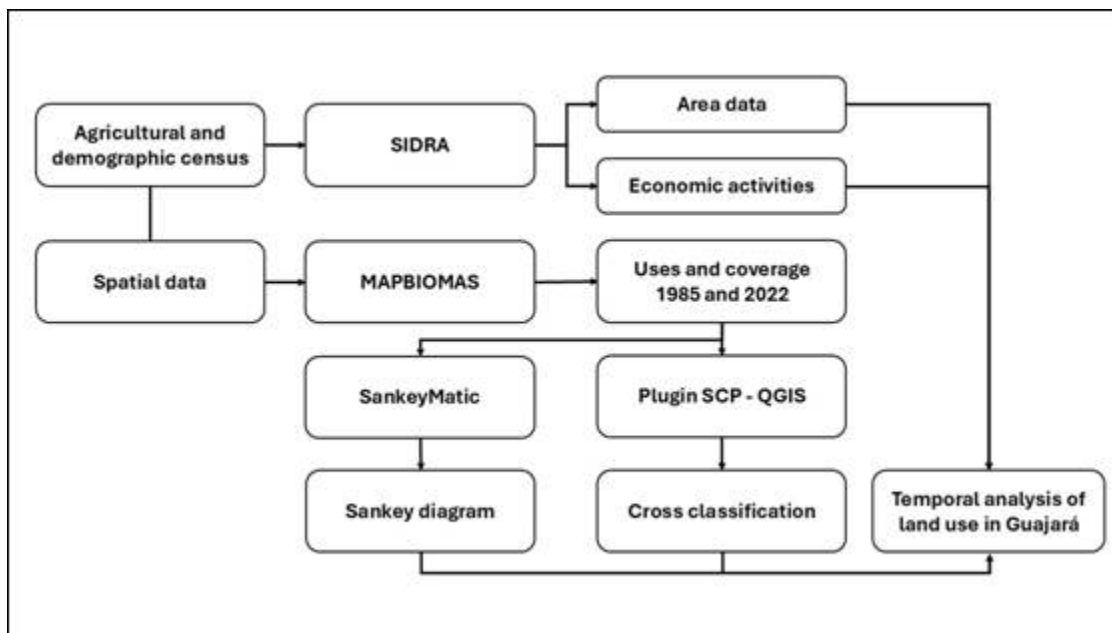 Agricultural and
demographic census
SIDRA
Area data
Economic activities
Spatial data
MAPBIOMAS
Uses and coverage
1985 and 2022
SankeyMatic
Plugin SCP - QGIS
Sankey diagram
Cross classification
Temporal analysis of
land use in Guajará